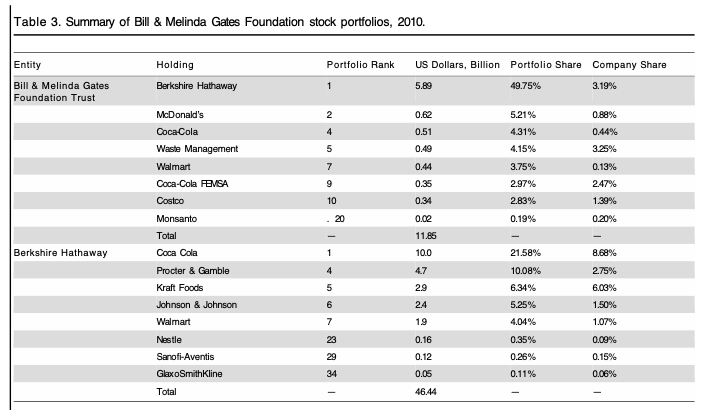 Table 3. Summary of Bill & Melinda Gates Foundation stock portfolios, 2010.
Entity Holding Portfolio Rank US Dollars, Billion Portfolio Share Company Share
Bill & Melinda Gates Foundation Trust Berkshire Hathaway 1 5.89 49.75% 3.19%
McDonald's 2 0.62 5.21% 0.88%
Coca-Cola 4 0.51 4.31% 0.44%
Waste Management 5 0.49 4.15% 3.25%
Walmart 7 0.44 3.75% 0.13%
Coca-Cola FEMSA 9 0.35 2.97% 2.47%
Costco 10 0.34 2.83% 1.39%
Monsanto . 20 0.02 0.19% 0.20%
Total — 11.85 — —
Berkshire Hathaway Coca Cola 1 10.0 21.58% 8.68%
Procter & Gamble 4 4.7 10.08% 2.75%
Kraft Foods 5 2.9 6.34% 6.03%
Johnson & Johnson 6 2.4 5.25% 1.50%
Walmart 7 1.9 4.04% 1.07%
Nestle 23 0.16 0.35% 0.09%
Sanofi-Aventis 29 0.12 0.26% 0.15%
GlaxoSmithKline 34 0.05 0.11% 0.06%
Total — 46.44 — —